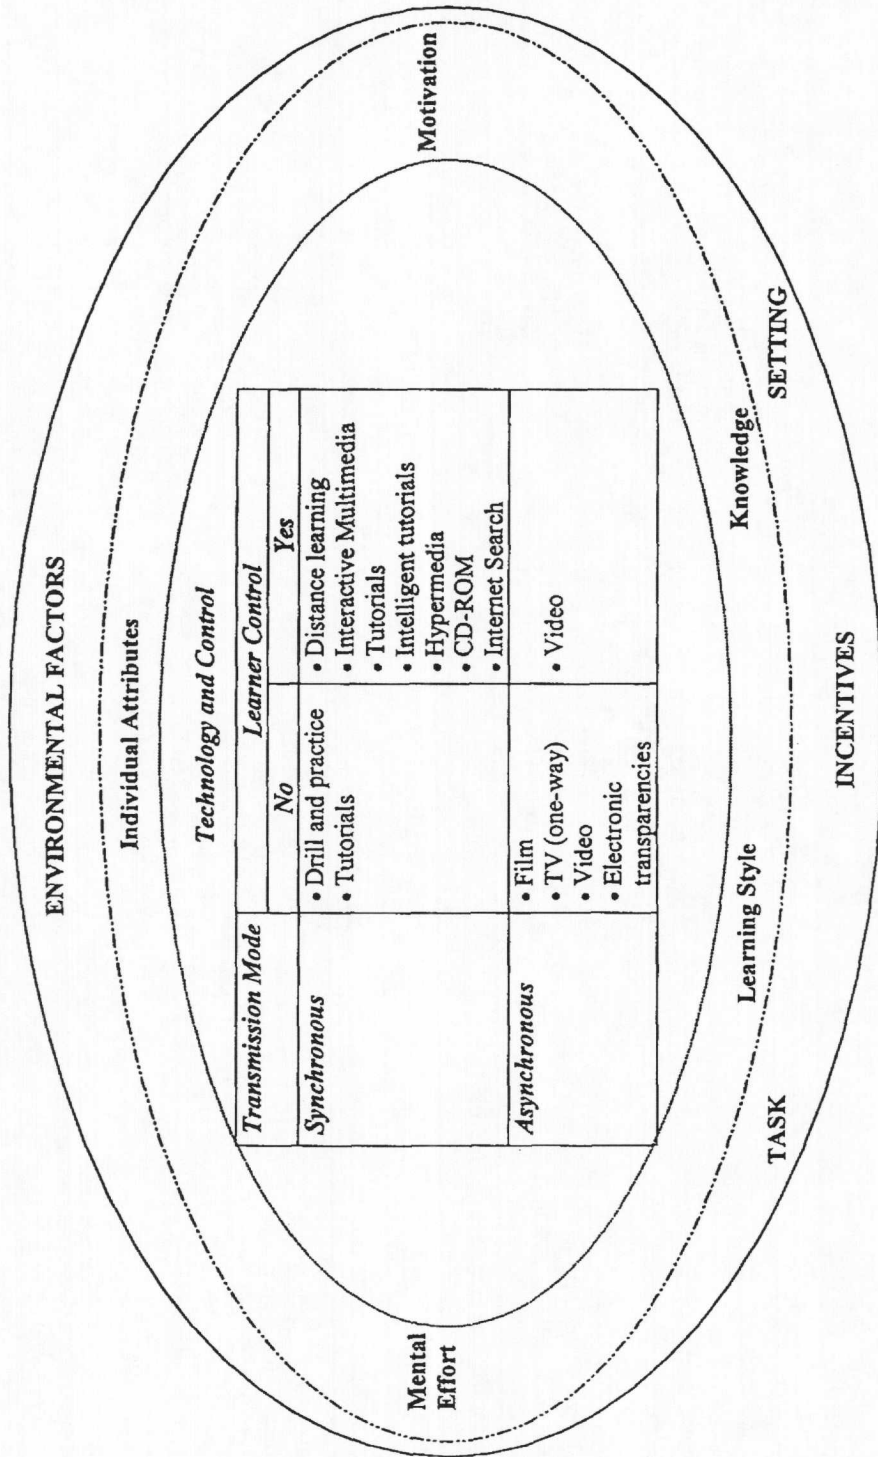 ENVIRONMENTAL FACTORS
Individual Attributes
Technology and Control
Transmission Mode
Learner Control
No
Yes
Synchronous
• Drill and practice
• Tutorials
• Distance learning
• Interactive Multimedia
• Tutorials
• Intelligent tutorials
• Hypermedia
• CD-ROM
• Internet Search
Asynchronous
• Film
• TV (one-way)
• Video
• Electronic
transparencies
• Video
Mental
Effort
Motivation
Learning Style
Knowledge
TASK
INCENTIVES
SETTING